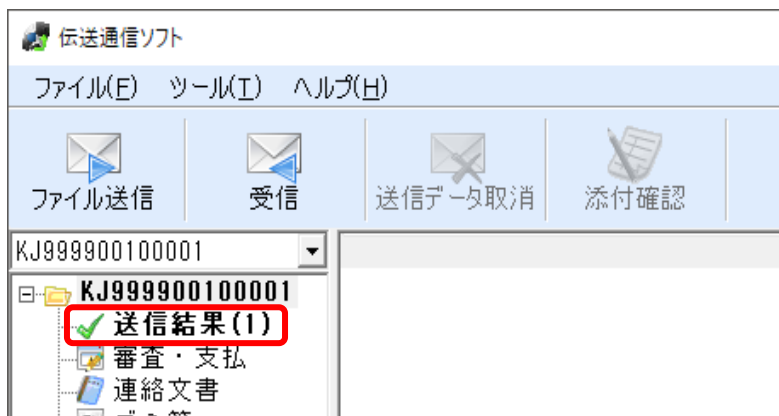 伝送通信ソフト
ファイル(F) ツール(T) ヘルプ(H)
ファイル送信 受信 送信データ取消 添付確認
KJ999900100001
KJ999900100001
送信結果(1)
審査・支払
連絡文書